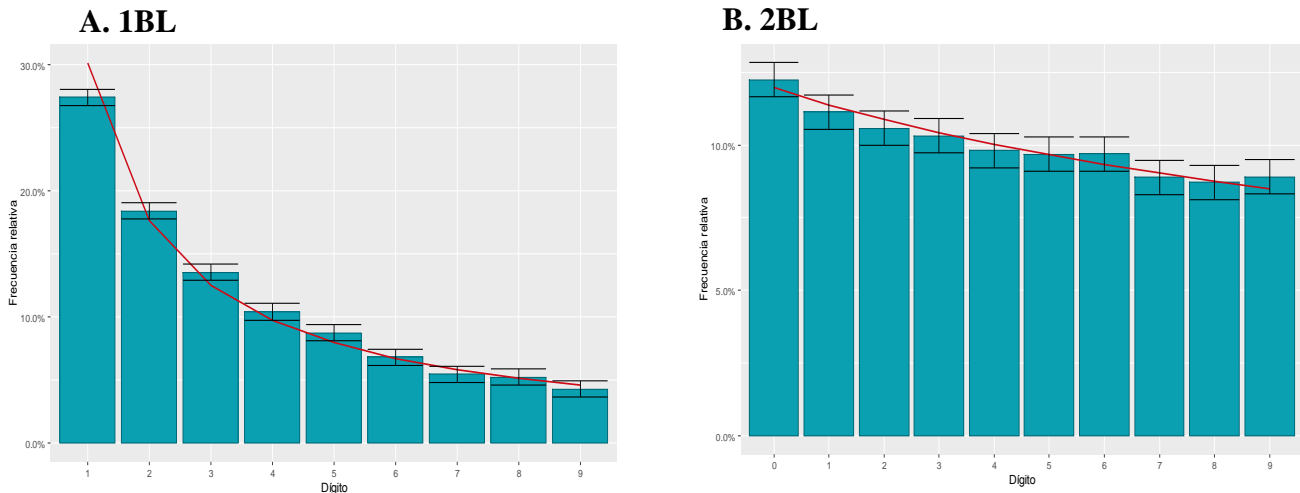 A. 1BL
Frecuencia relativa
30.0%
20.0%
10.0%
0.0%
1 2 3 4 5 6 7 8 9
Dígito
B. 2BL
Frecuencia relativa
10.0%
5.0%
0.0%
0 1 2 3 4 5 6 7 8 9
Dígito